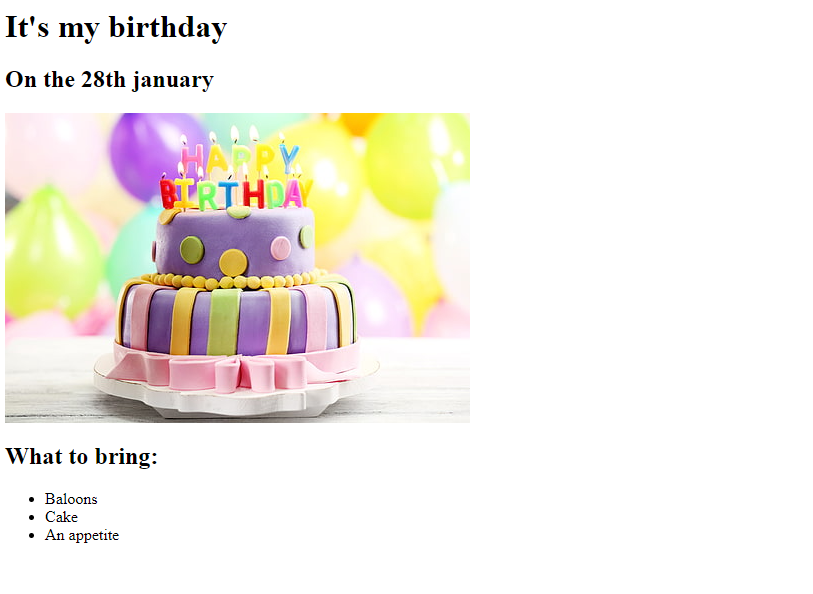 It's my birthday
On the 28th january
HAPPY
BIRTHDAY
What to bring:
Baloons
Cake
An appetite